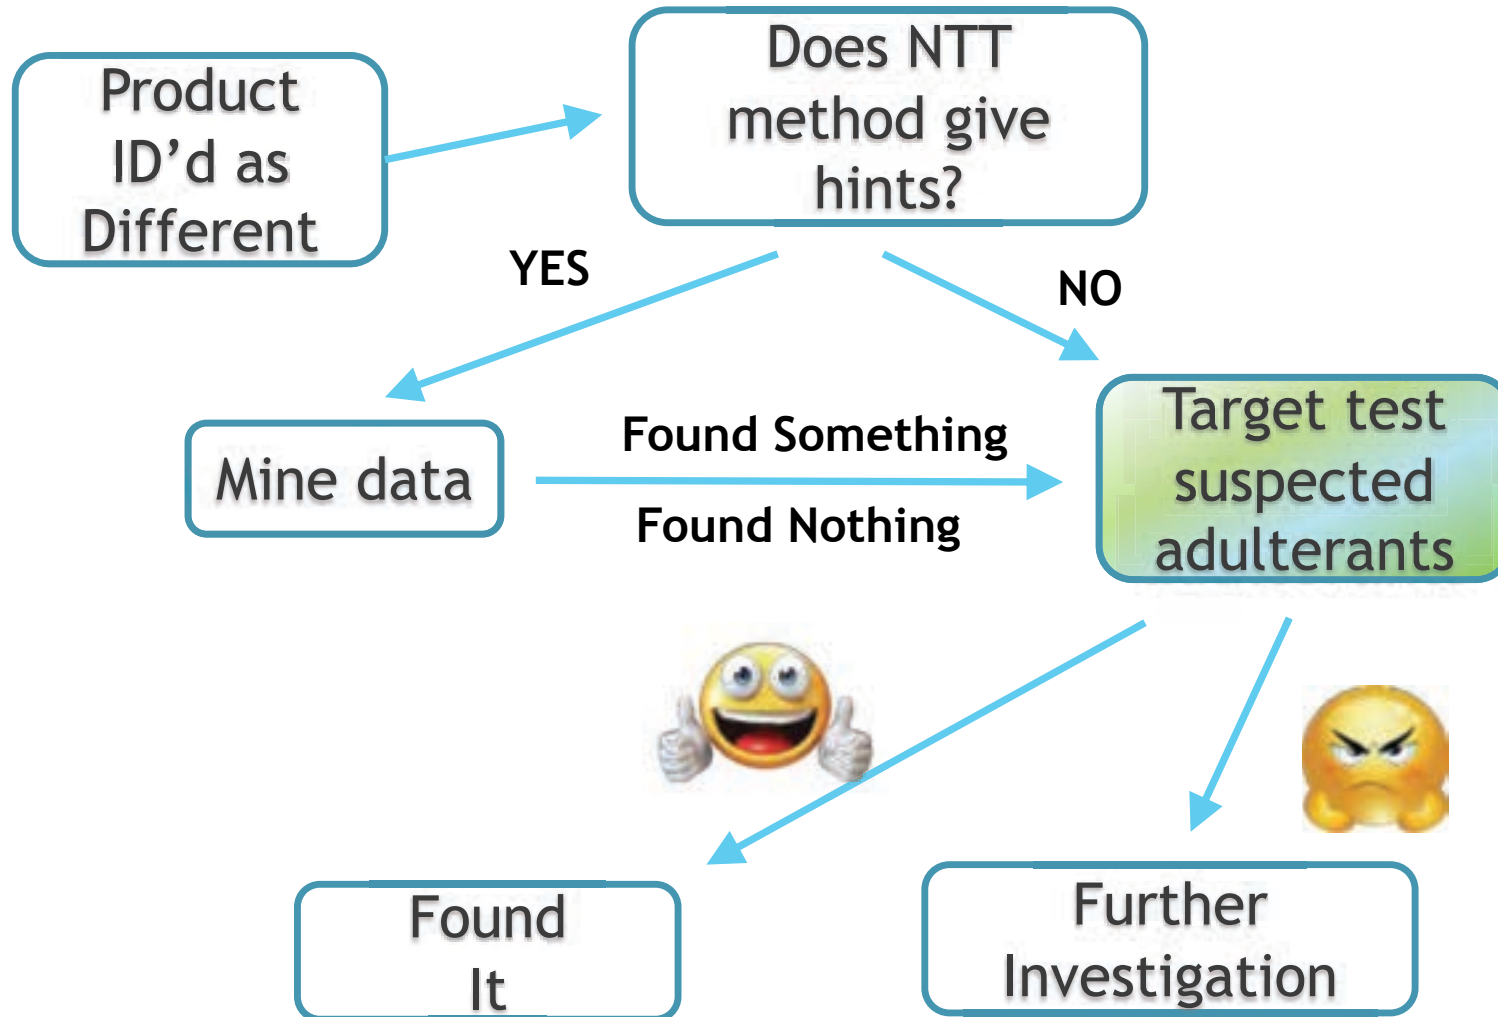 Product
ID’d as
Different
Does NTT
method give
hints?
YES
NO
Mine data
Found Something
Found Nothing
Target test
suspected
adulterants
Found
It
Further
Investigation